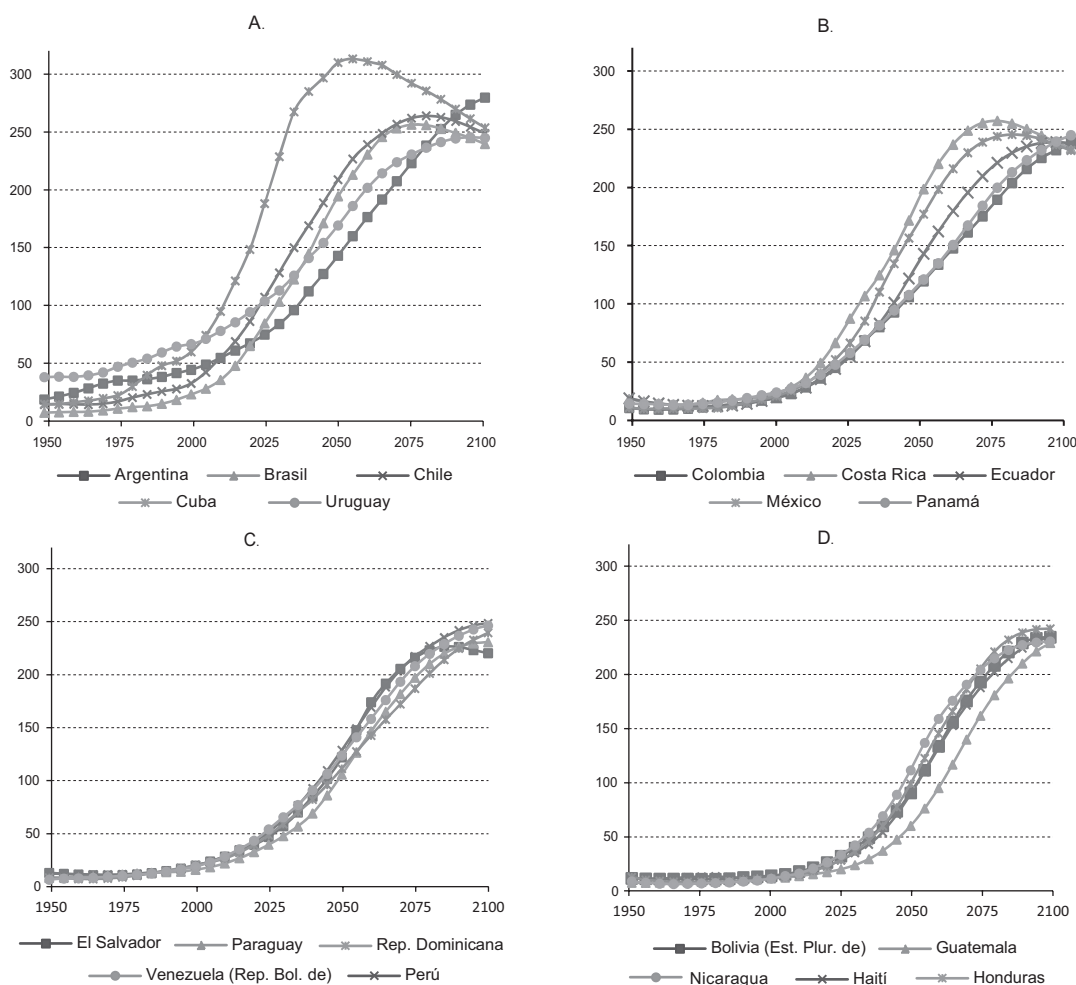 A.
300
250
200
150
100
50
0
1950 1975 2000 2025 2050 2075 2100
Argentina Brasil Chile
Cuba Uruguay
B.
300
250
200
150
100
50
0
1950 1975 2000 2025 2050 2075 2100
Colombia Costa Rica Ecuador
México Panamá
C.
300
250
200
150
100
50
0
1950 1975 2000 2025 2050 2075 2100
El Salvador Paraguay Rep. Dominicana
Venezuela (Rep. Bol. de) Perú
D.
300
250
200
150
100
50
0
1950 1975 2000 2025 2050 2075 2100
Bolivia (Est. Plur. de) Guatemala
Nicaragua Haití Honduras